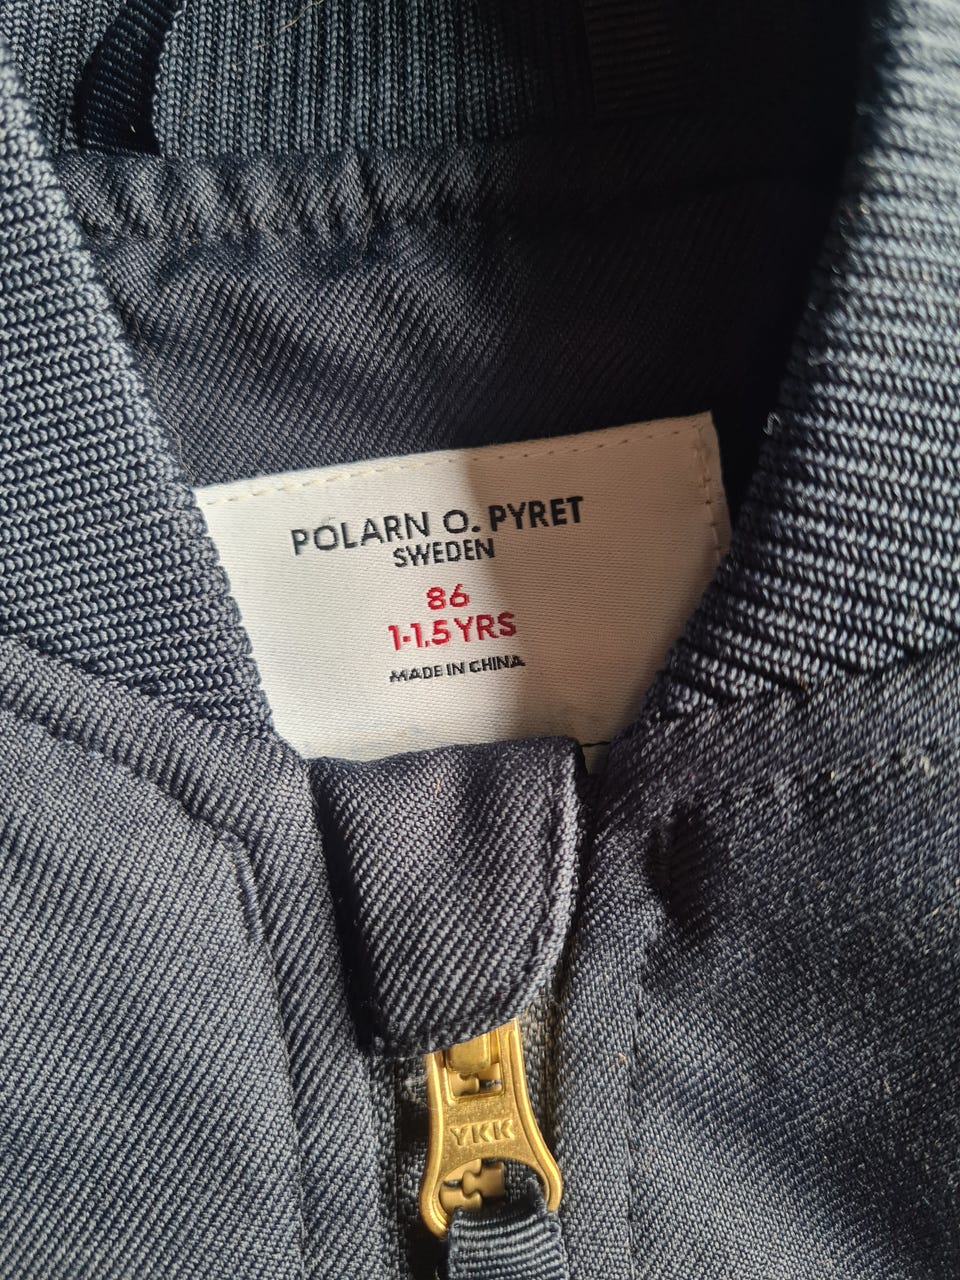 POLARN O. PYRET
SWEDEN
86
1-1,5 YRS
MADE IN CHINA
YKK